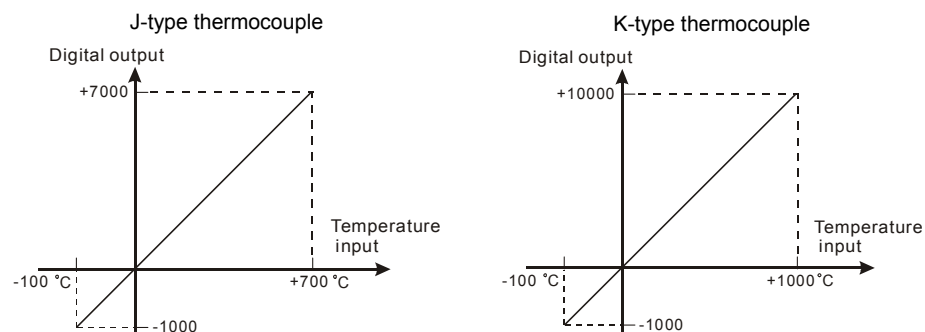 J-type thermocouple
Digital output
+7000
Temperature
input
-100 ˚C
+700 ˚C
-1000
K-type thermocouple
Digital output
+10000
Temperature
input
-100 ˚C
+1000 ˚C
-1000